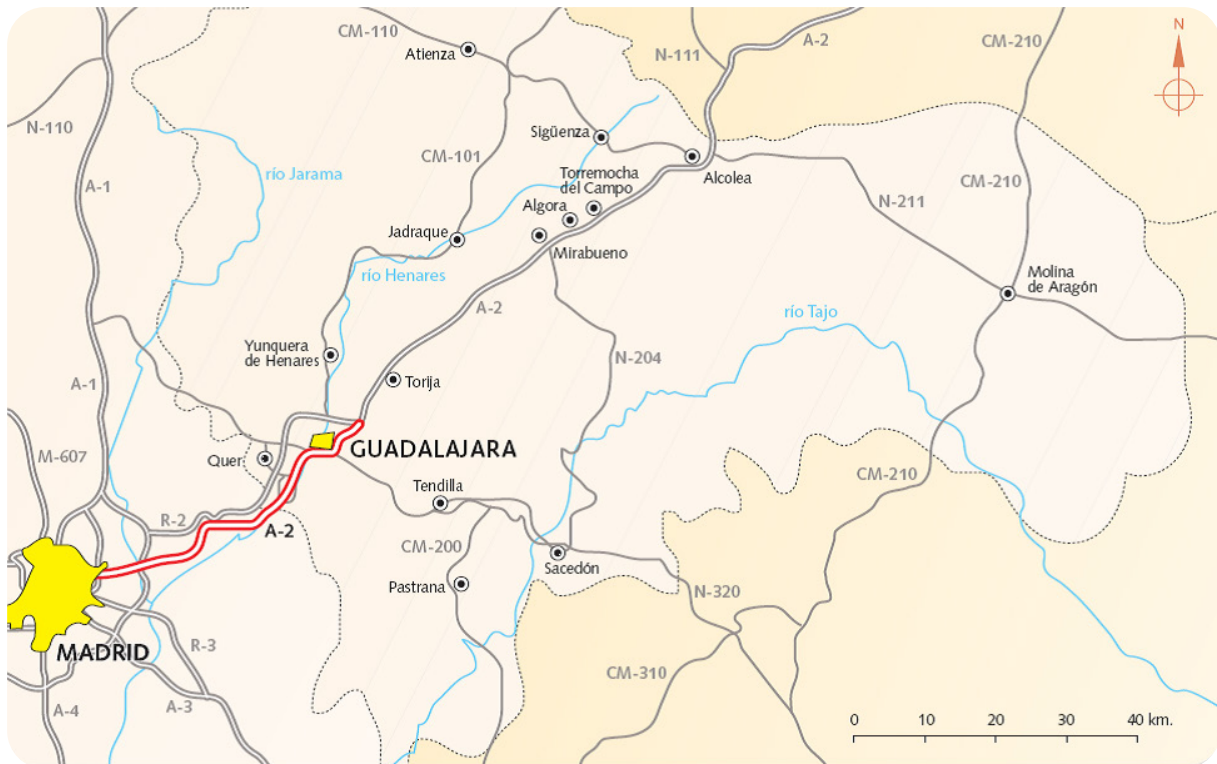 CM-110
Atienza
N-111
A-2
CM-210
N
N-110
Sigüenza
CM-101
A-1
río Jarama
Torremocha
del Campo
Alcolea
CM-210
N-211
Algora
Jadraque
Mirabueno
río Henares
Molina
de Aragón
A-2
río Tajo
Yunquera
de Henares
N-204
A-1
Torija
GUADALAJARA
M-607
Quer
CM-210
Tendilla
R-2
A-2
CM-200
Sacedón
Pastrana
N-320
MADRID
R-3
CM-310
A-4
A-3
0 10 20 30 40 km.